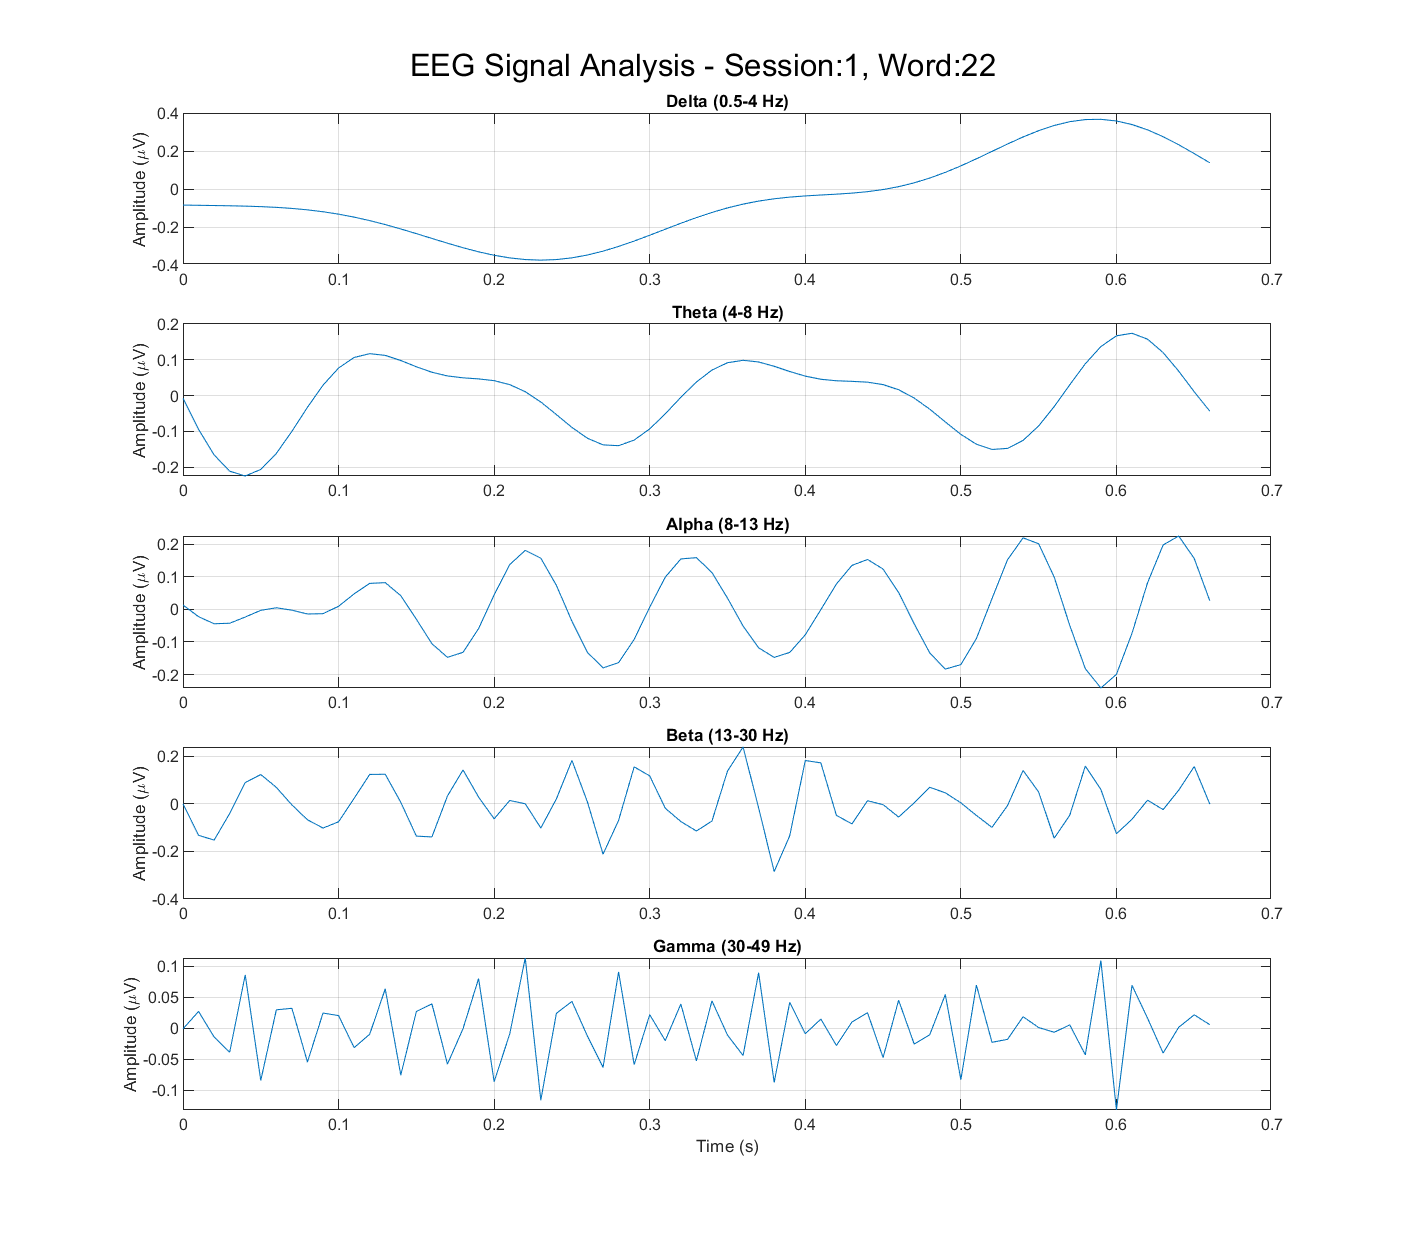 EEG Signal Analysis - Session:1, Word:22
Delta (0.5-4 Hz)
Amplitude (μV)
0.4
0.2
0
-0.2
-0.4
0 0.1 0.2 0.3 0.4 0.5 0.6 0.7
Theta (4-8 Hz)
Amplitude (μV)
0.2
0.1
0
-0.1
-0.2
0 0.1 0.2 0.3 0.4 0.5 0.6 0.7
Alpha (8-13 Hz)
Amplitude (μV)
0.2
0.1
0
-0.1
-0.2
0 0.1 0.2 0.3 0.4 0.5 0.6 0.7
Beta (13-30 Hz)
Amplitude (μV)
0.2
0
-0.2
-0.4
0 0.1 0.2 0.3 0.4 0.5 0.6 0.7
Gamma (30-49 Hz)
Amplitude (μV)
0.1
0.05
0
-0.05
-0.1
0 0.1 0.2 0.3 0.4 0.5 0.6 0.7
Time (s)